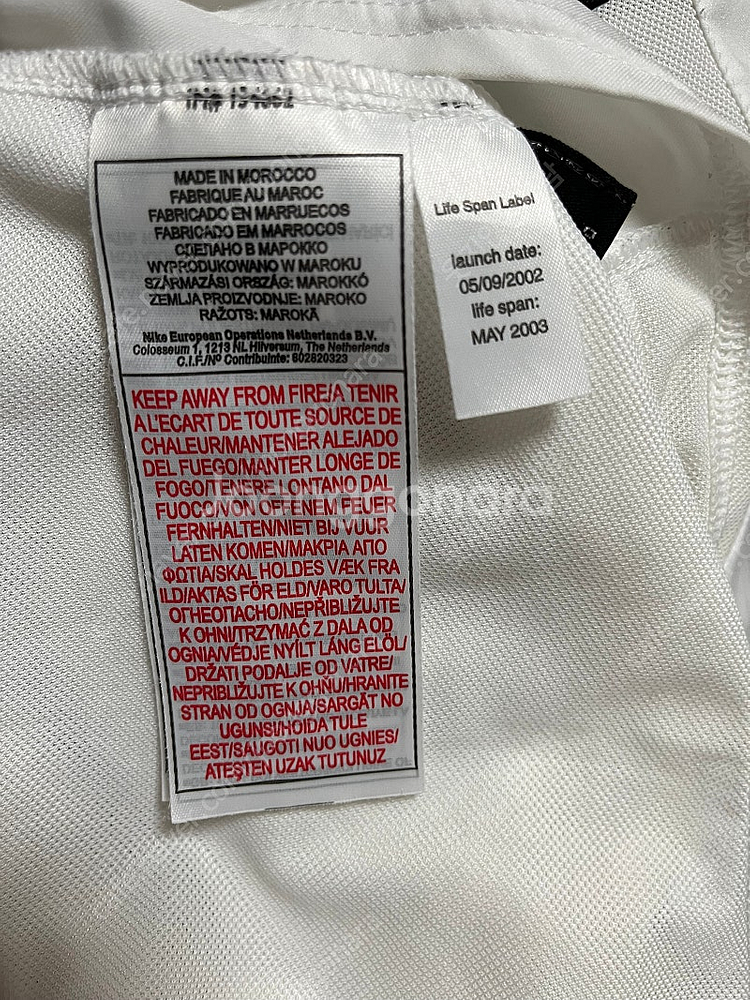 MADE IN MOROCCO
FABRIQUE AU MAROC
FABRICADO EN MARRUECOS
FABRICADO EM MARROCOS
СДЕЛАНО В МАРОККО
WYPRODUKOWANO W MAROKU
SZÁRMAZÁSI ORSZÁG: MAROKKÓ
ZEMLJA PROIZVODNJE: MAROKO
RAŽOTS: MAROKĀ
Nike European Operations Netherlands B.V.
Colosseum 1, 1213 NL Hilversum, The Netherlands
C.I.F./Nº Contribuinte: 602820323
KEEP AWAY FROM FIRE/A TENIR
A L'ECART DE TOUTE SOURCE DE
CHALEUR/MANTENER ALEJADO
DEL FUEGO/MANTER LONGE DE
FOGO/TENERE LONTANO DAL
FUOCO/VON OFFENEM FEUER
FERNHALTEN/NIET BIJ VUUR
LATEN KOMEN/ΜΑΚΡΙΑ ΑΠΟ
ΦΩΤΙΑ/SKAL HOLDES VÆK FRA
ILD/AKTAS FÖR ELD/VARO TULTA/
ОГНЕОПАСНО/NEPŘIBLIŽUJTE
K OHNI/TRZYMAĆ Z DALA OD
OGNIA/VÉDJE NYÍLT LÁNG ELÖL/
DRŽATI PODALJE OD VATRE/
NEPRIBLIŽUJTE K OHŇU/HRANITE
STRAN OD OGNJA/SARGĀT NO
UGUNS/HOIDA TULE
EEST/SAUGOTI NUO UGNIES/
ATEŞTEN UZAK TUTUNUZ
Life Span Label
launch date:
05/09/2002
life span:
MAY 2003